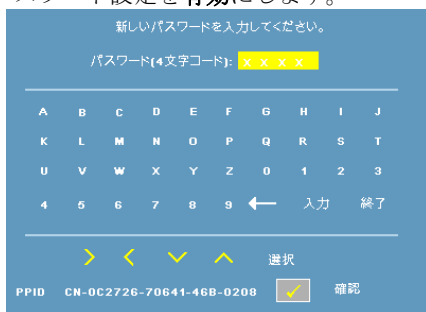 スワード設定を有効にします。
新しいパスワードを入力してください。
パスワード(4文字コード): x x x x
A B C D E F G H I J
K L M N O P Q R S T
U V W X Y Z 0 1 2 3
4 5 6 7 8 9 ← 入力 終了
> < ∨ ∧ 選択
PPID CN-0C2726-70641-46B-0208 ✓ 確認